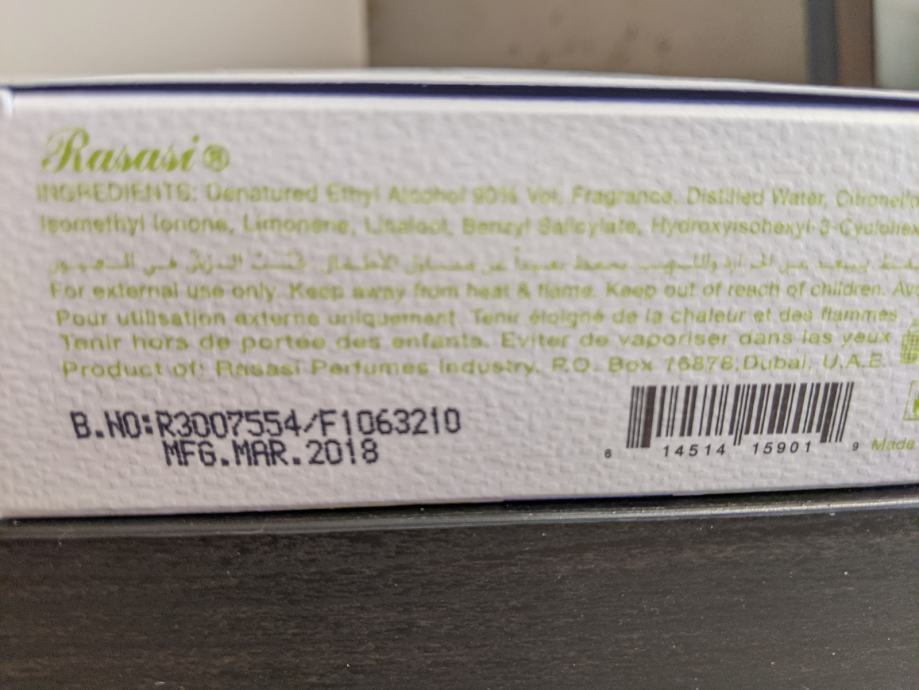 Rasasi®
INGREDIENTS: Denatured Ethyl Alcohol 90% Vol, Fragrance, Distilled Water,
Isomethyl Ionone, Limonene, Linalool, Benzyl Salicylate, Hydroxyisohexyl-3-
For external use only. Keep away from heat & flame. Keep out of reach of children.
Pour utilisation externe uniquement. Tenir éloigné de la chaleur et des flammes
Tenir hors de portée des enfants. Eviter de vaporiser dans les yeux
Product of: Rasasi Perfumes Industry, P.O. Box 16878,Dubai, U.A.E.
B.NO:R3007554/F1063210
MFG.MAR.2018
6 14514 15901 9
Made